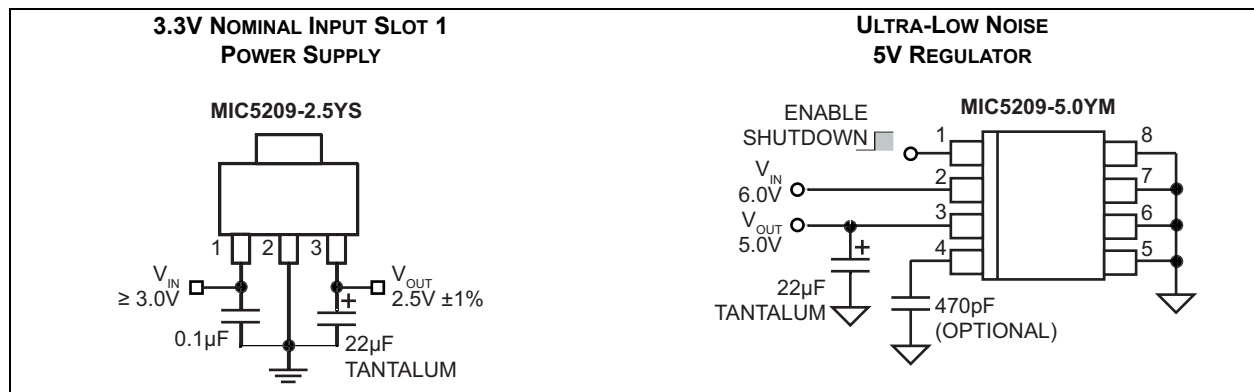 3.3V NOMINAL INPUT SLOT 1
POWER SUPPLY
MIC5209-2.5YS
1 2 3
VIN
≥ 3.0V
VOUT
2.5V ±1%
+
0.1µF
22µF
TANTALUM
ULTRA-LOW NOISE
5V REGULATOR
MIC5209-5.0YM
ENABLE
SHUTDOWN
1
8
VIN
6.0V
2
7
VOUT
5.0V
3
6
4
5
+
22µF
TANTALUM
470pF
(OPTIONAL)